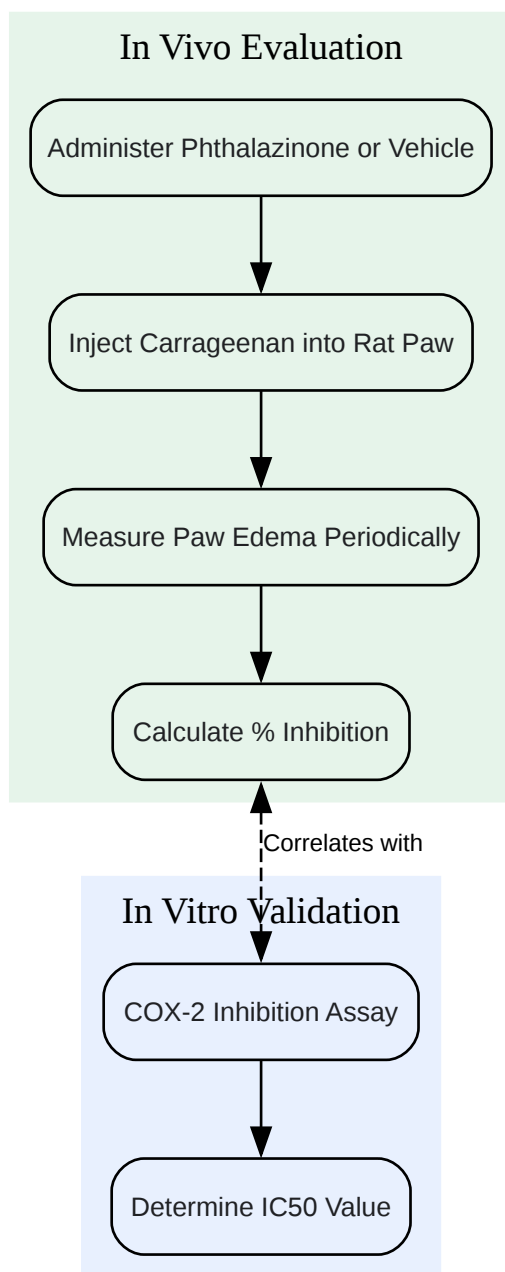 In Vivo Evaluation
Administer Phthalazinone or Vehicle
Inject Carrageenan into Rat Paw
Measure Paw Edema Periodically
Calculate % Inhibition
Correlates with
In Vitro Validation
COX-2 Inhibition Assay
Determine IC50 Value